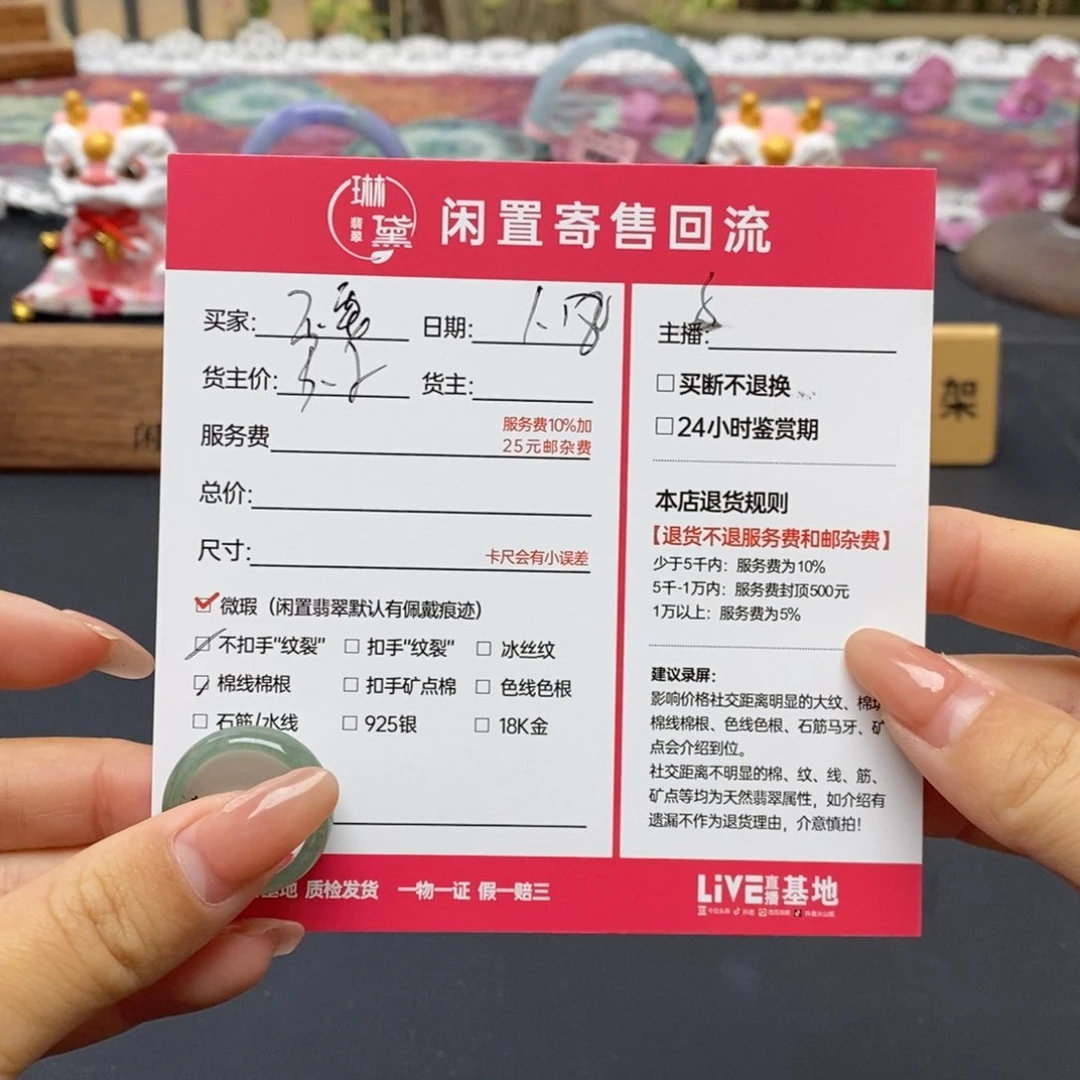 琳
翡翠 黛
闲置寄售回流
买家: 日期:
货主价: 货主:
服务费 服务费10%加
25元邮杂费
总价:
尺寸: 卡尺会有小误差
微瑕（闲置翡翠默认有佩戴痕迹）
不扣手"纹裂" 扣手"纹裂" 冰丝纹
棉线棉根 扣手矿点棉 色线色根
石筋/水线 925银 18K金
主播:
买断不退换
24小时鉴赏期
本店退货规则
【退货不退服务费和邮杂费】
少于5千内：服务费为10%
5千-1万内：服务费封顶500元
1万以上：服务费为5%
建议录屏：
影响价格社交距离明显的大纹、棉
棉线棉根、色线色根、石筋马牙、矿
点会介绍到位。
社交距离不明显的棉、纹、线、筋、
矿点等均为天然翡翠属性，如介绍有
遗漏不作为退货理由，介意慎拍！
基地 质检发货 一物一证 假一赔三
LiVE直播基地
架
闲